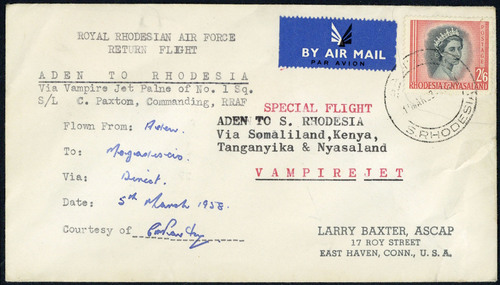 ROYAL RHODESIAN AIR FORCE
RETURN FLIGHT
BY AIR MAIL
PAR AVION
POSTAGE
2/6
RHODESIA & NYASALAND
S. RHODESIA
ADEN TO RHODESIA
Via Vampire Jet Palne of No. 1 Sq.
S/L C. Paxtom, Commanding, RRAF
SPECIAL FLIGHT
ADEN TO S. RHODESIA
Via Somaliland, Kenya,
Tanganyika & Nyasaland
VAMPIRE JET
Flown From: Aden
To:
Via: Direct
Date: 5th March 1958.
Courtesy of
LARRY BAXTER, ASCAP
17 ROY STREET
EAST HAVEN, CONN., U. S. A.